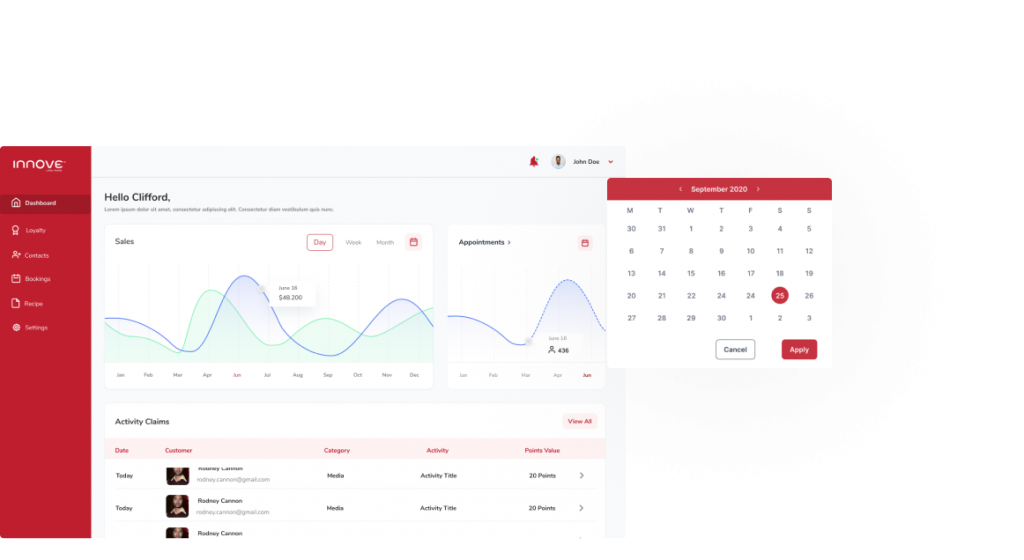 INNOVE
John Doe
Dashboard
Loyalty
Contacts
Bookings
Recipe
Settings
Hello Clifford,
Lorem ipsum dolor sit amet, consectetur adipiscing elit. Consectetur diam vestibulum quis nunc.
Sales
Day Week Month
June 16
$48,200
Jan Feb Mar Apr Jun Jul Aug Sep Oct Nov Dec
Appointments >
June 16
436
Jan Feb Mar Apr Jun
< September 2020 >
M T W T F S S
30 31 1 2 3 4 5
6 7 8 9 10 11 12
13 14 15 16 17 18 19
20 21 22 24 24 25 26
27 28 29 30 1 2 3
Cancel Apply
Activity Claims
View All
Date Customer Category Activity Points Value
Today Rodney Cannon Media Activity Title 20 Points
rodney.cannon@gmail.com
Today Rodney Cannon Media Activity Title 20 Points
rodney.cannon@gmail.com
Rodney Cannon